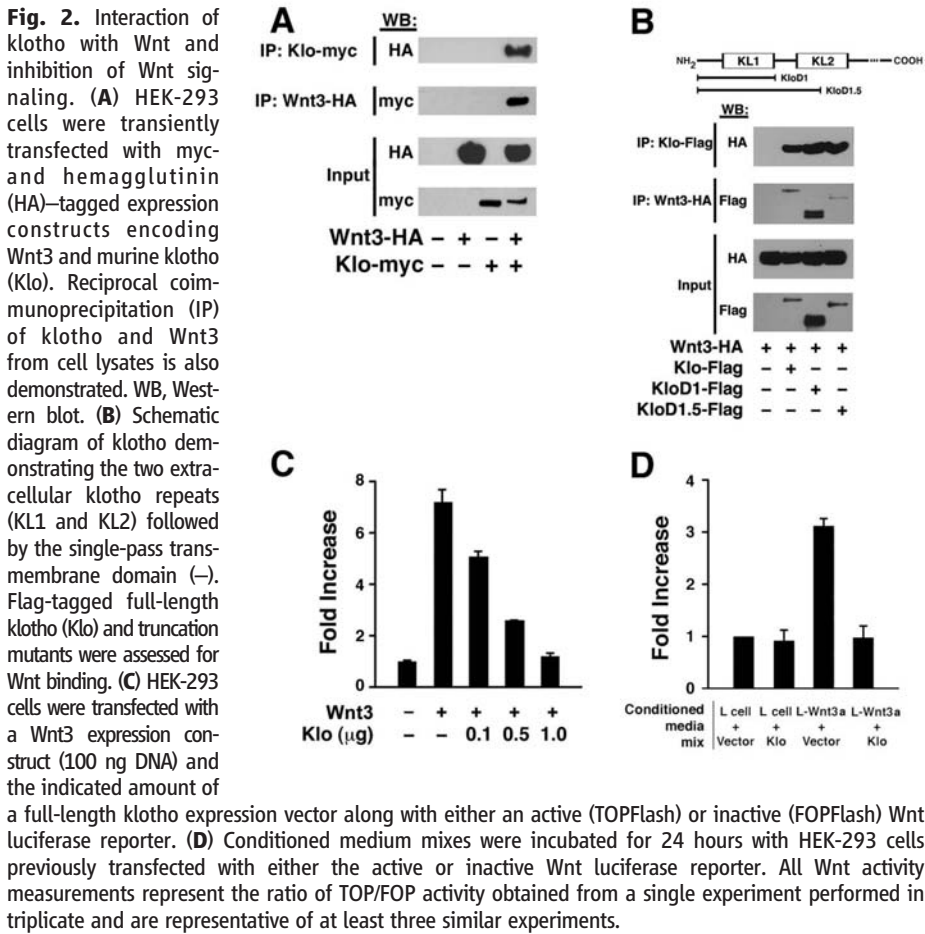 Fig. 2. Interaction of
klotho with Wnt and
inhibition of Wnt sig-
naling. (A) HEK-293
cells were transiently
transfected with myc-
and hemagglutinin
(HA)–tagged expression
constructs encoding
Wnt3 and murine klotho
(Klo). Reciprocal coim-
munoprecipitation (IP)
of klotho and Wnt3
from cell lysates is also
demonstrated. WB, West-
ern blot. (B) Schematic
diagram of klotho dem-
onstrating the two extra-
cellular klotho repeats
(KL1 and KL2) followed
by the single-pass trans-
membrane domain (–).
Flag-tagged full-length
klotho (Klo) and truncation
mutants were assessed for
Wnt binding. (C) HEK-293
cells were transfected with
a Wnt3 expression con-
struct (100 ng DNA) and
the indicated amount of
a full-length klotho expression vector along with either an active (TOPFlash) or inactive (FOPFlash) Wnt
luciferase reporter. (D) Conditioned medium mixes were incubated for 24 hours with HEK-293 cells
previously transfected with either the active or inactive Wnt luciferase reporter. All Wnt activity
measurements represent the ratio of TOP/FOP activity obtained from a single experiment performed in
triplicate and are representative of at least three similar experiments.
A
WB:
IP: Klo-myc HA
IP: Wnt3-HA myc
Input
HA
myc
Wnt3-HA – + – +
Klo-myc – – + +
B
NH2 KL1 KL2 COOH
KloD1
KloD1.5
WB:
IP: Klo-Flag HA
IP: Wnt3-HA Flag
HA
Input
Flag
Wnt3-HA + + + +
Klo-Flag – + – –
KloD1-Flag – – + –
KloD1.5-Flag – – – +
C
Fold Increase
8
6
4
2
0
Wnt3 – + + + +
Klo (μg) – – 0.1 0.5 1.0
D
Fold Increase
4
3
2
1
0
Conditioned media mix
L cell + Vector
L cell + Klo
L-Wnt3a + Vector
L-Wnt3a + Klo